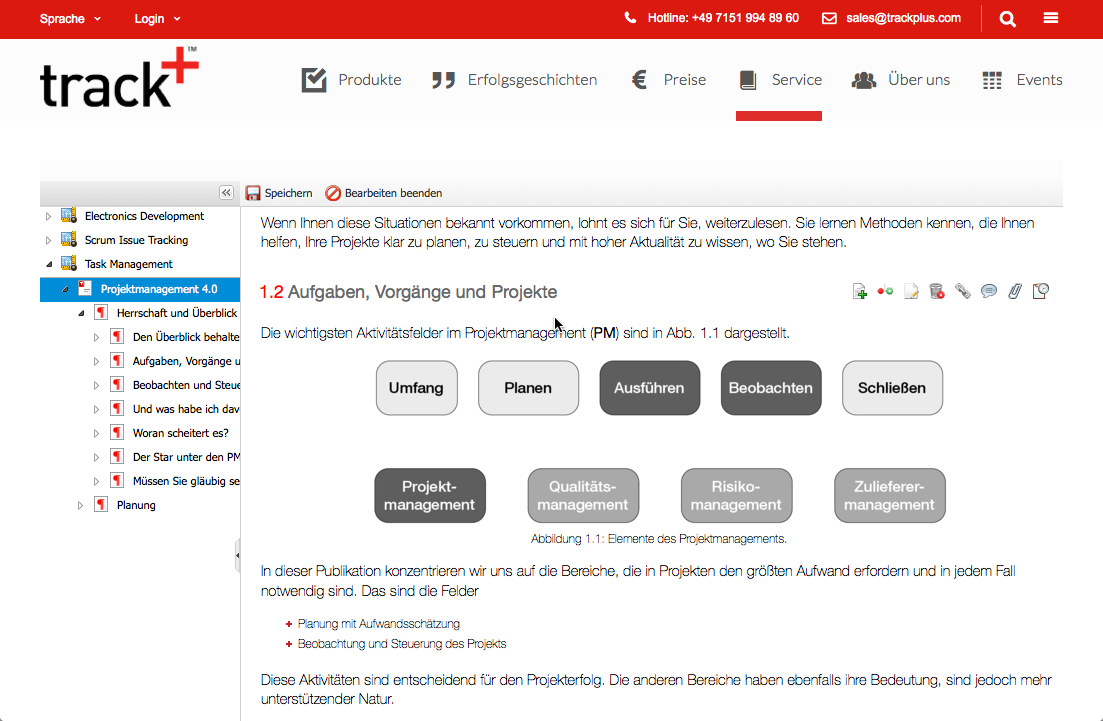 Sprache Login Hotline: +49 7151 994 89 60 sales@trackplus.com
track+™
Produkte Erfolgsgeschichten € Preise Service Über uns Events
Speichern Bearbeiten beenden
Electronics Development
Scrum Issue Tracking
Task Management
Projektmanagement 4.0
Herrschaft und Überblick
Den Überblick behalte
Aufgaben, Vorgänge u
Beobachten und Steue
Und was habe ich dav
Woran scheitert es?
Der Star unter den PM
Müssen Sie gläubig se
Planung
Wenn Ihnen diese Situationen bekannt vorkommen, lohnt es sich für Sie, weiterzulesen. Sie lernen Methoden kennen, die Ihnen
helfen, Ihre Projekte klar zu planen, zu steuern und mit hoher Aktualität zu wissen, wo Sie stehen.
1.2 Aufgaben, Vorgänge und Projekte
Die wichtigsten Aktivitätsfelder im Projektmanagement (PM) sind in Abb. 1.1 dargestellt.
Umfang Planen Ausführen Beobachten Schließen
Projekt-
management
Qualitäts-
management
Risiko-
management
Zulieferer-
management
Abbildung 1.1: Elemente des Projektmanagements.
In dieser Publikation konzentrieren wir uns auf die Bereiche, die in Projekten den größten Aufwand erfordern und in jedem Fall
notwendig sind. Das sind die Felder
Planung mit Aufwandsschätzung
Beobachtung und Steuerung des Projekts
Diese Aktivitäten sind entscheidend für den Projekterfolg. Die anderen Bereiche haben ebenfalls ihre Bedeutung, sind jedoch mehr
unterstützender Natur.